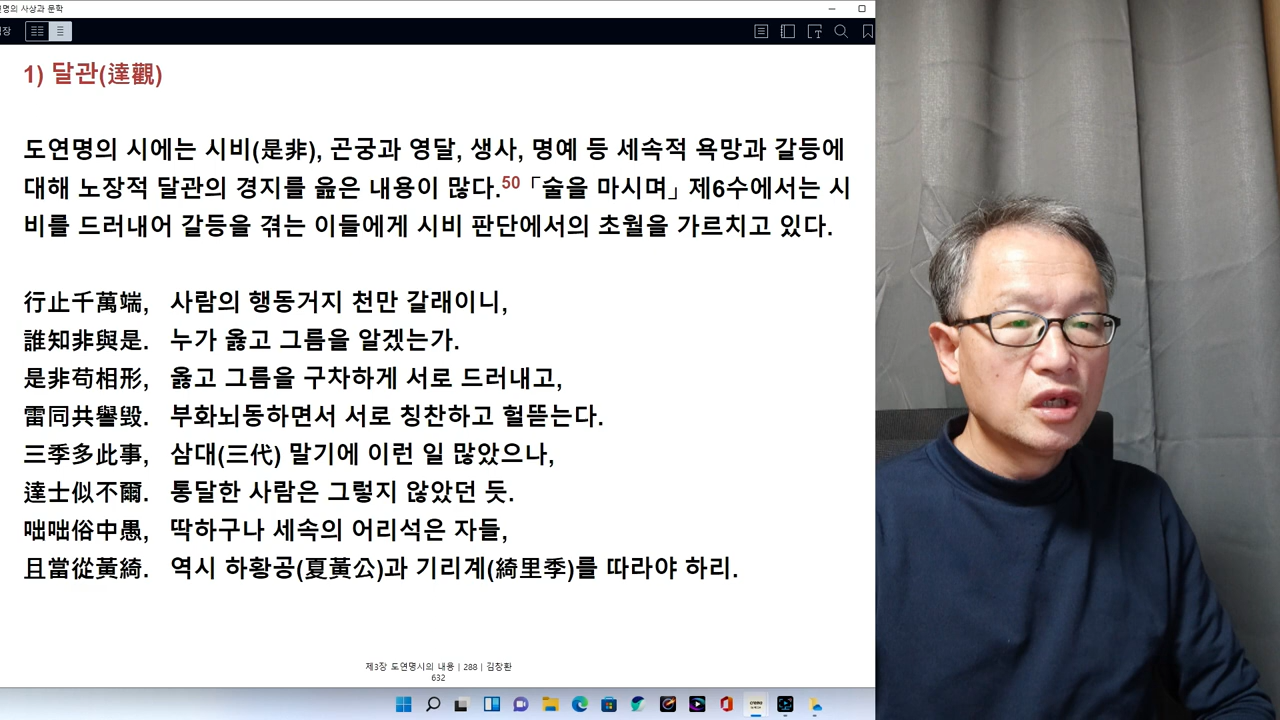 명의 사상과 문학
장
1) 달관(達觀)
도연명의 시에는 시비(是非), 곤궁과 영달, 생사, 명예 등 세속적 욕망과 갈등에
대해 노장적 달관의 경지를 읊은 내용이 많다.50 「술을 마시며」 제6수에서는 시
비를 드러내어 갈등을 겪는 이들에게 시비 판단에서의 초월을 가르치고 있다.
行止千萬端, 사람의 행동거지 천만 갈래이니,
誰知非與是. 누가 옳고 그름을 알겠는가.
是非苟相形, 옳고 그름을 구차하게 서로 드러내고,
雷同共譽毀. 부화뇌동하면서 서로 칭찬하고 헐뜯는다.
三季多此事, 삼대(三代) 말기에 이런 일 많았으나,
達士似不爾. 통달한 사람은 그렇지 않았던 듯.
咄咄俗中愚, 딱하구나 세속의 어리석은 자들,
且當從黃綺. 역시 하황공(夏黃公)과 기리계(綺里季)를 따라야 하리.
제3장 도연명시의 내용 | 288 | 김창환
632